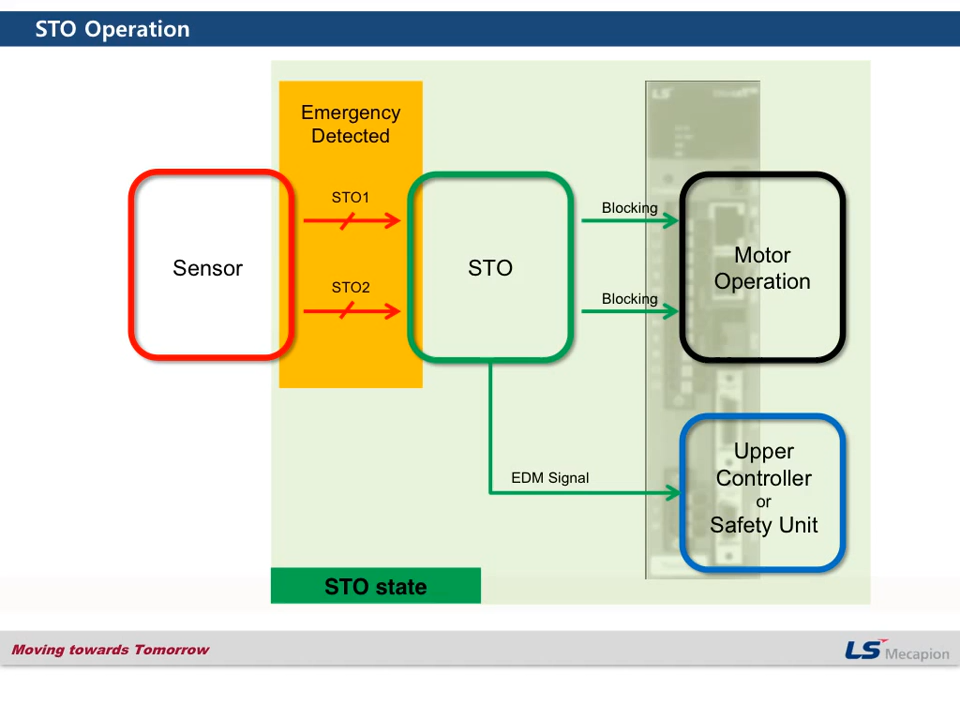 STO Operation
Emergency
Detected
STO1
STO2
Sensor
STO
Blocking
Blocking
Motor
Operation
EDM Signal
Upper
Controller
or
Safety Unit
STO state
Moving towards Tomorrow
LS Mecapion
LS